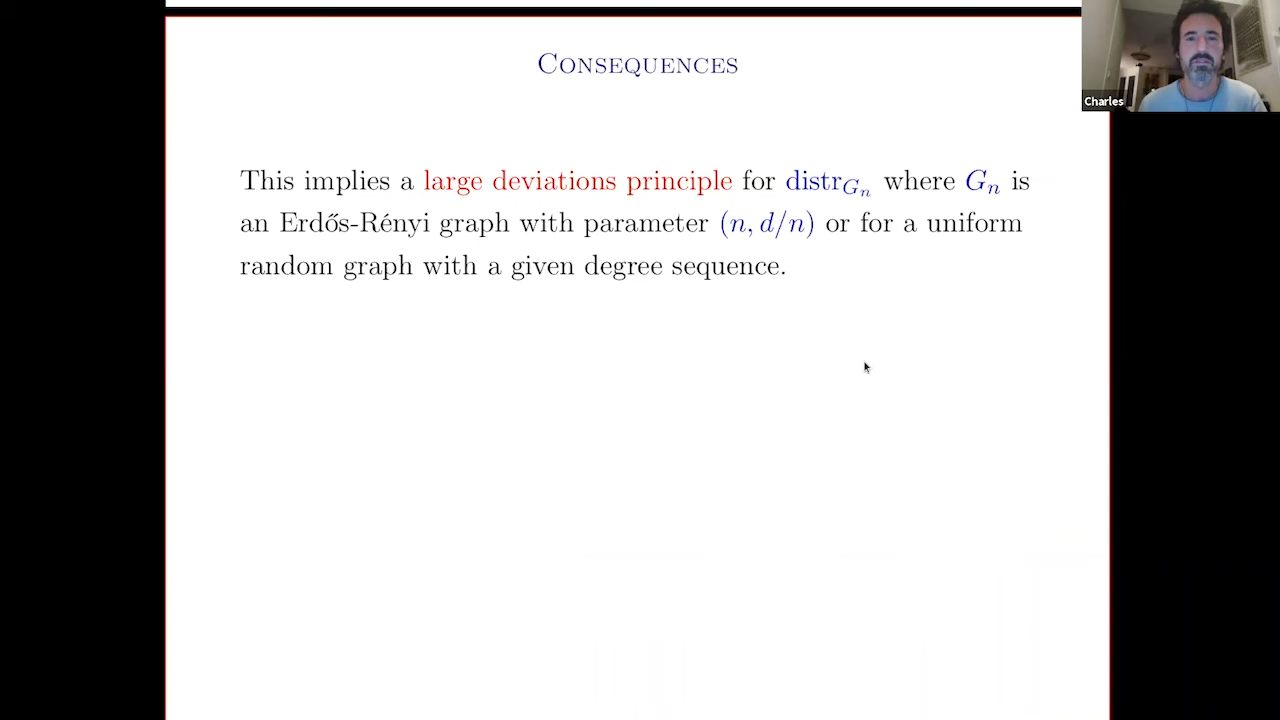 CONSEQUENCES
Charles
This implies a large deviations principle for distr_{G_n} where G_n is
an Erdős-Rényi graph with parameter (n, d/n) or for a uniform
random graph with a given degree sequence.